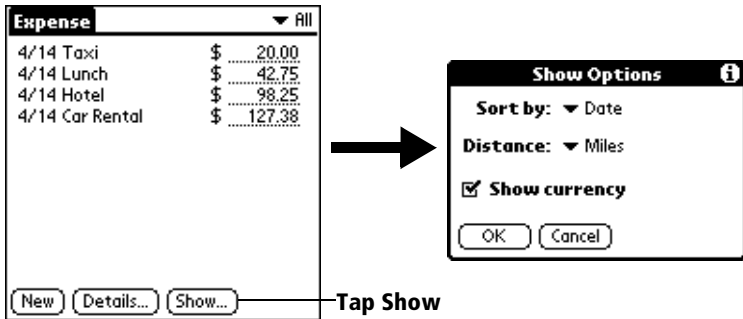 Expense All
4/14 Taxi $ 20.00
4/14 Lunch $ 42.75
4/14 Hotel $ 98.25
4/14 Car Rental $ 127.38
New Details... Show...
Tap Show
Show Options
Sort by: Date
Distance: Miles
Show currency
OK Cancel